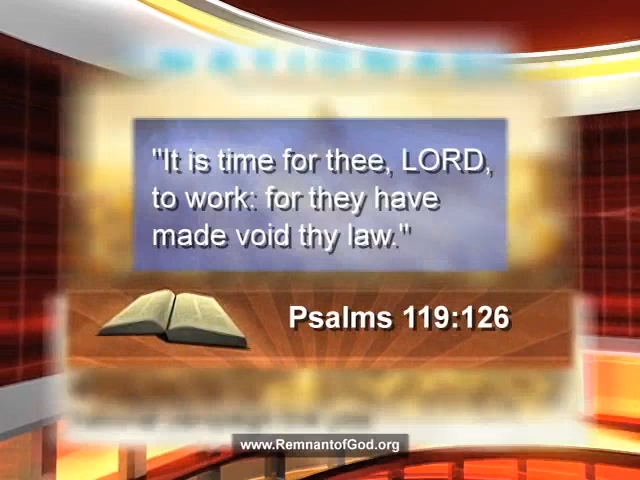 "It is time for thee, LORD,
to work: for they have
made void thy law."
Psalms 119:126
www.RemnantofGod.org